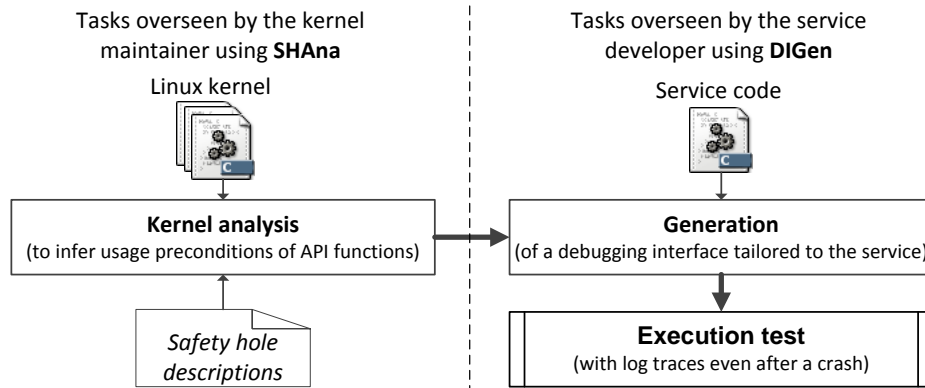 Tasks overseen by the kernel
maintainer using SHAna
Linux kernel
C
Kernel analysis
(to infer usage preconditions of API functions)
Safety hole
descriptions
Tasks overseen by the service
developer using DIGen
Service code
C
Generation
(of a debugging interface tailored to the service)
Execution test
(with log traces even after a crash)